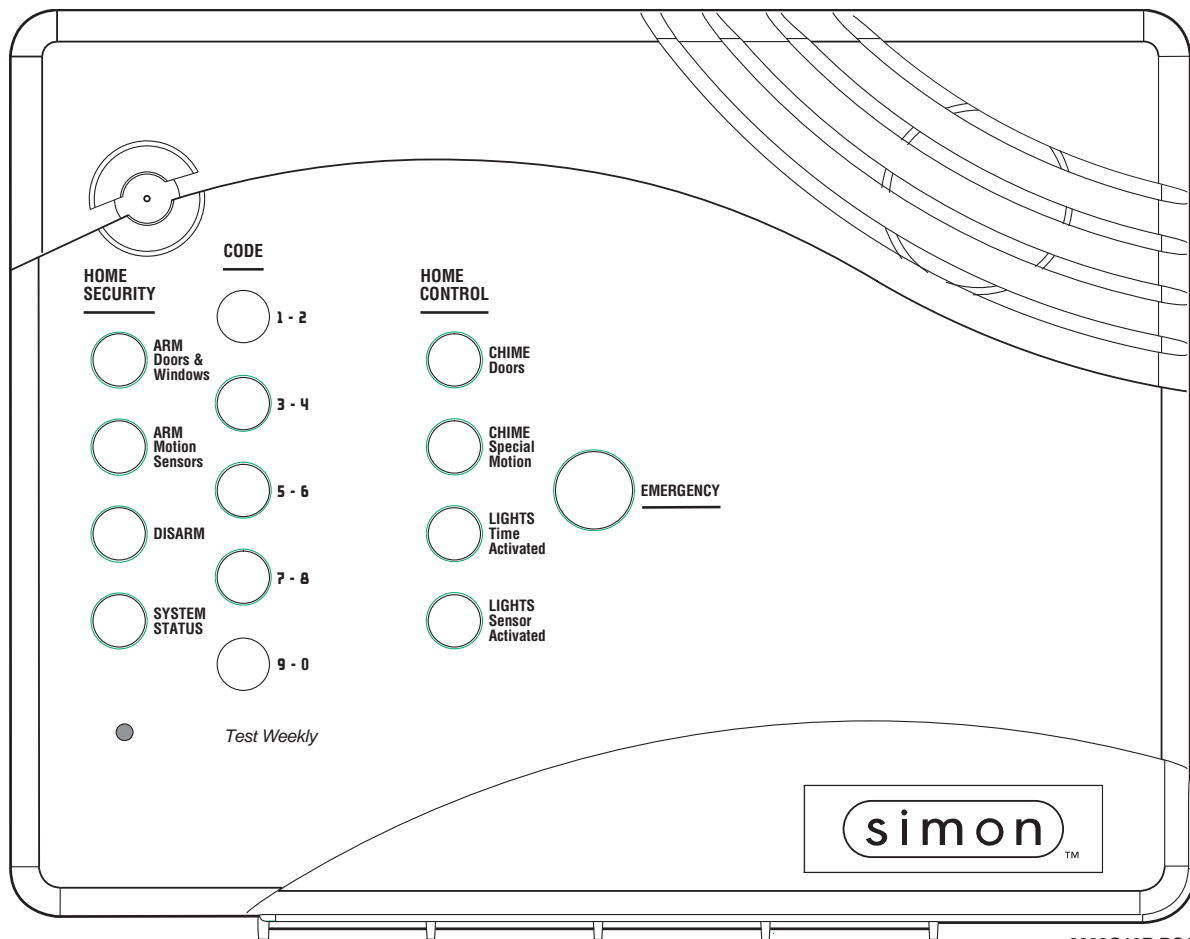 CODE
HOME
SECURITY
1 - 2
ARM
Doors &
Windows
3 - 4
ARM
Motion
Sensors
5 - 6
DISARM
7 - 8
SYSTEM
STATUS
9 - 0
Test Weekly
HOME
CONTROL
CHIME
Doors
CHIME
Special
Motion
LIGHTS
Time
Activated
LIGHTS
Sensor
Activated
EMERGENCY
simon
TM